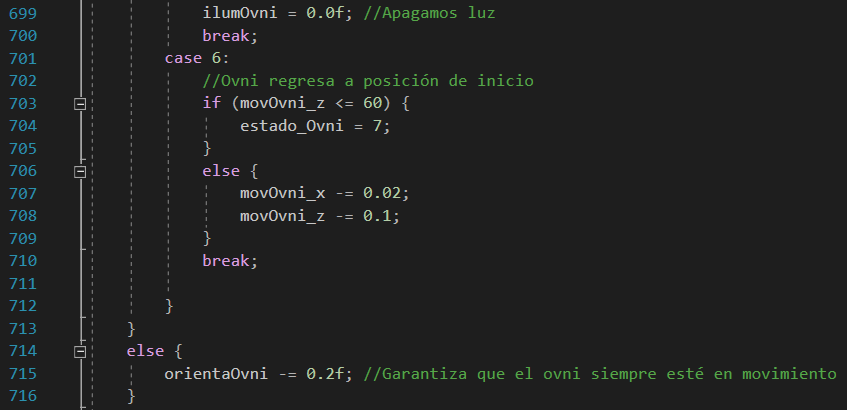 699 ilumOvni = 0.0f; //Apagamos luz
700 break;
701 case 6:
702 //Ovni regresa a posición de inicio
703 if (movOvni_z <= 60) {
704 estado_Ovni = 7;
705 }
706 else {
707 movOvni_x -= 0.02;
708 movOvni_z -= 0.1;
709 }
710 break;
711
712 }
713 }
714 else {
715 orientaOvni -= 0.2f; //Garantiza que el ovni siempre esté en movimiento
716 }